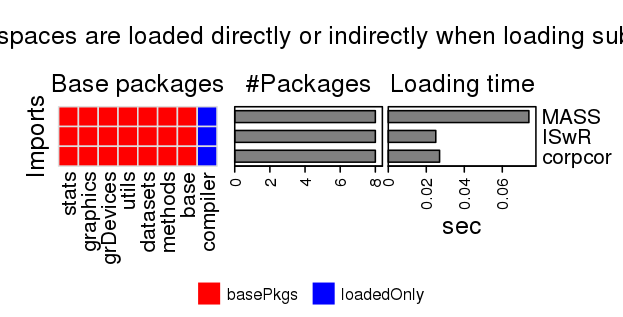 spaces are loaded directly or indirectly when loading sub
Base packages #Packages Loading time
Imports
MASS
ISwR
corpcor
stats
graphics
grDevices
utils
datasets
methods
base
compiler
0 2 4 6 8
0 0.02 0.04 0.06
sec
basePkgs loadedOnly